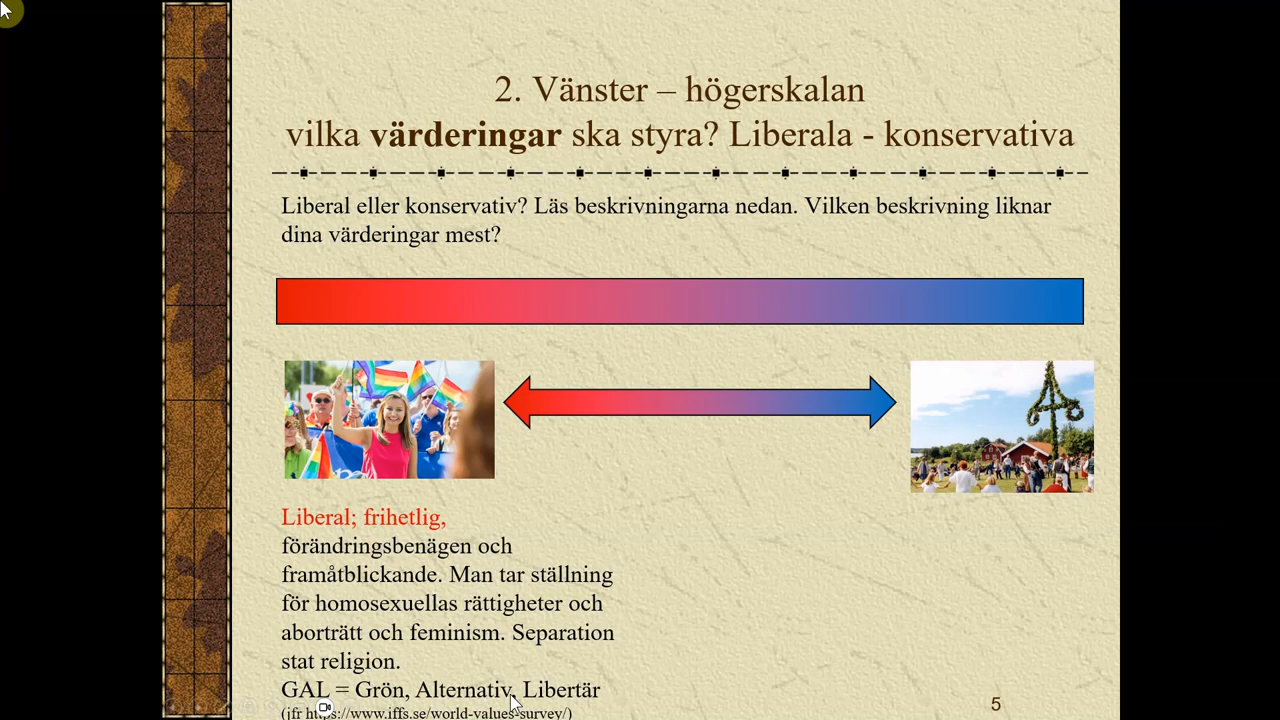 2. Vänster – högerskalan
vilka värderingar ska styra? Liberala - konservativa
Liberal eller konservativ? Läs beskrivningarna nedan. Vilken beskrivning liknar
dina värderingar mest?
Liberal; frihetlig,
förändringsbenägen och
framåtblickande. Man tar ställning
för homosexuellas rättigheter och
aborträtt och feminism. Separation
stat religion.
GAL = Grön, Alternativ, Libertär
(jfr https://www.iffs.se/world-values-survey/)
5